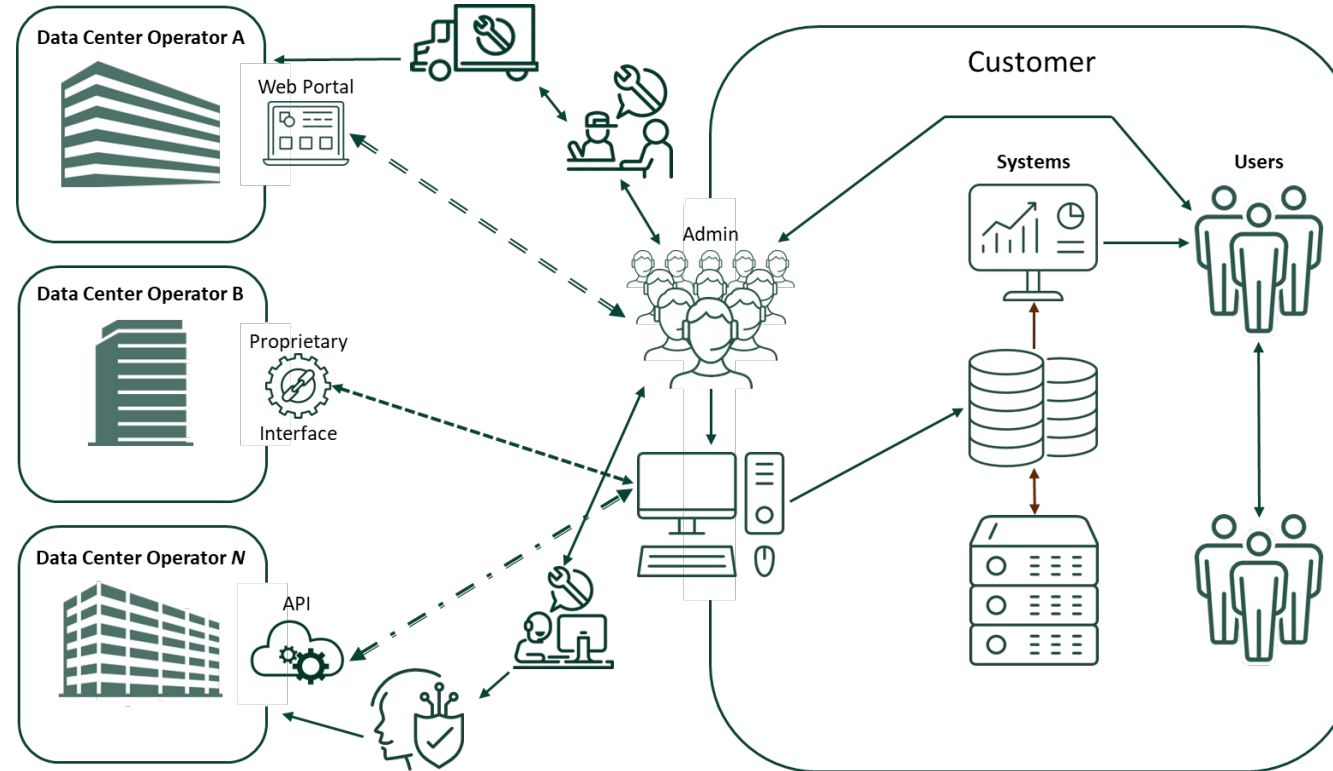 Data Center Operator A
Web Portal
Customer
Systems
Users
Admin
Data Center Operator B
Proprietary
Interface
Data Center Operator N
API